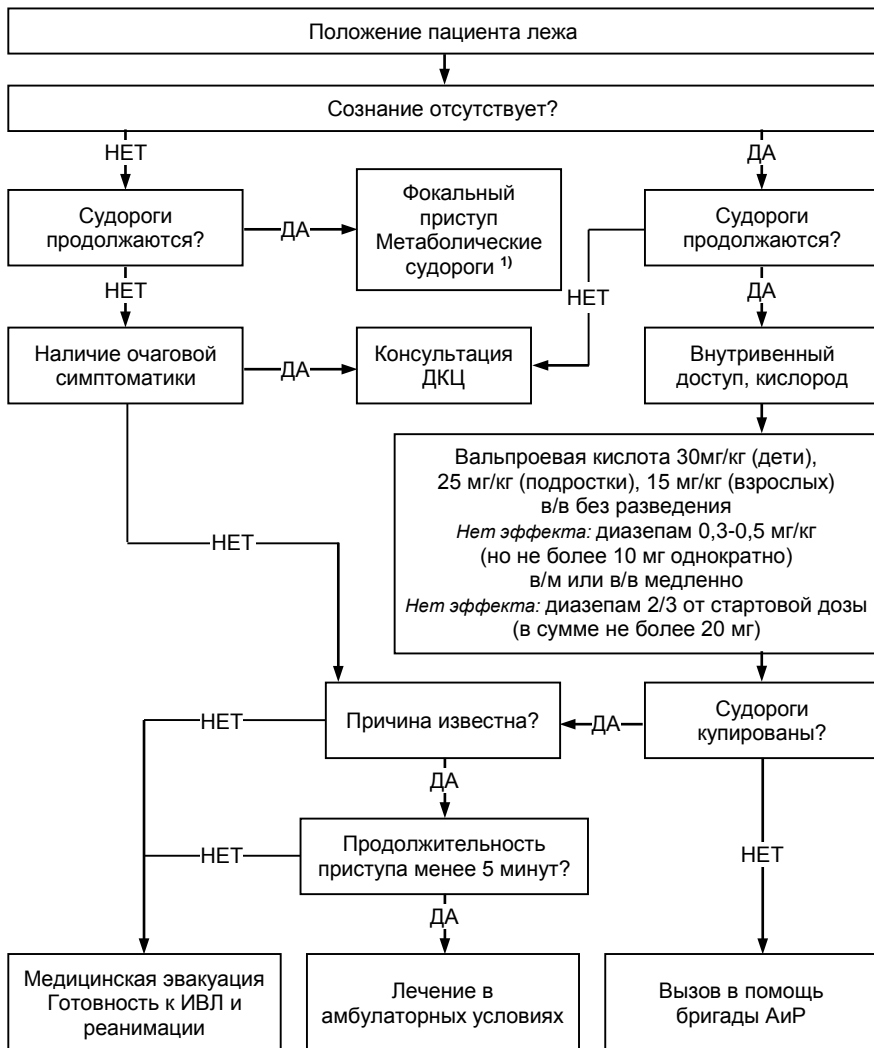 Положение пациента лежа
Сознание отсутствует?
НЕТ
ДА
Судороги
продолжаются?
ДА
Фокальный
приступ
Метаболические
судороги ¹⁾
Судороги
продолжаются?
НЕТ
НЕТ
ДА
Наличие очаговой
симптоматики
ДА
Консультация
ДКЦ
Внутривенный
доступ, кислород
Вальпроевая кислота 30мг/кг (дети),
25 мг/кг (подростки), 15 мг/кг (взрослых)
в/в без разведения
Нет эффекта: диазепам 0,3-0,5 мг/кг
(но не более 10 мг однократно)
в/м или в/в медленно
Нет эффекта: диазепам 2/3 от стартовой дозы
(в сумме не более 20 мг)
НЕТ
НЕТ
Причина известна?
ДА
Судороги
купированы?
ДА
НЕТ
Продолжительность
приступа менее 5 минут?
НЕТ
ДА
Медицинская эвакуация
Готовность к ИВЛ и
реанимации
Лечение в
амбулаторных условиях
Вызов в помощь
бригады АиР